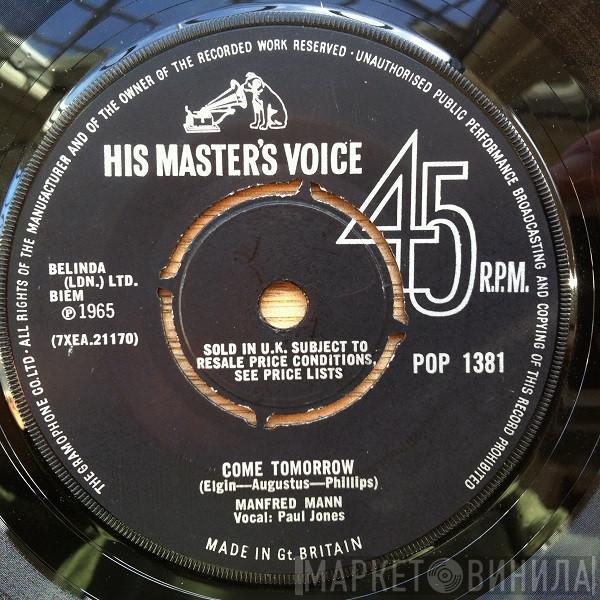 THE GRAMOPHONE CO. LTD. · ALL RIGHTS OF THE MANUFACTURER AND OF THE OWNER OF THE RECORDED WORK RESERVED · UNAUTHORISED PUBLIC PERFORMANCE BROADCASTING AND COPYING OF THIS RECORD PROHIBITED
HIS MASTER'S VOICE
45
R.P.M.
BELINDA
(LDN.) LTD.
BIEM
℗ 1965
(7XEA.21170)
SOLD IN U.K. SUBJECT TO
RESALE PRICE CONDITIONS,
SEE PRICE LISTS
POP 1381
COME TOMORROW
(Elgin—Augustus—Phillips)
MANFRED MANN
Vocal: Paul Jones
MADE IN Gt. BRITAIN
МАРКЕТ ВИНИЛА